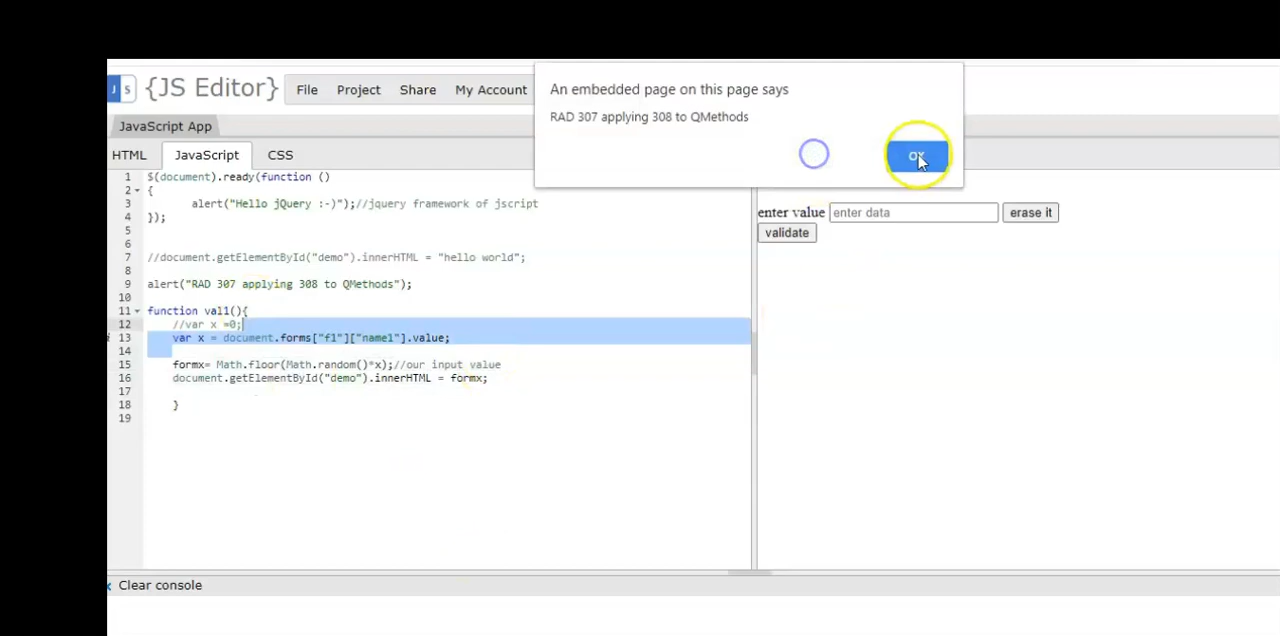 JS {JS Editor} File Project Share My Account
An embedded page on this page says
RAD 307 applying 308 to QMethods
OK
JavaScript App
HTML JavaScript CSS
1 $(document).ready(function ()
2 {
3 alert("Hello jQuery :-)");//jquery framework of jscript
4 });
5
6
7 //document.getElementById("demo").innerHTML = "hello world";
8
9 alert("RAD 307 applying 308 to QMethods");
10
11 function val1(){
12 //var x =0;
13 var x = document.forms["f1"]["name1"].value;
14
15 formx= Math.floor(Math.random()*x);//our input value
16 document.getElementById("demo").innerHTML = formx;
17
18 }
19
enter value enter data erase it
validate
Clear console